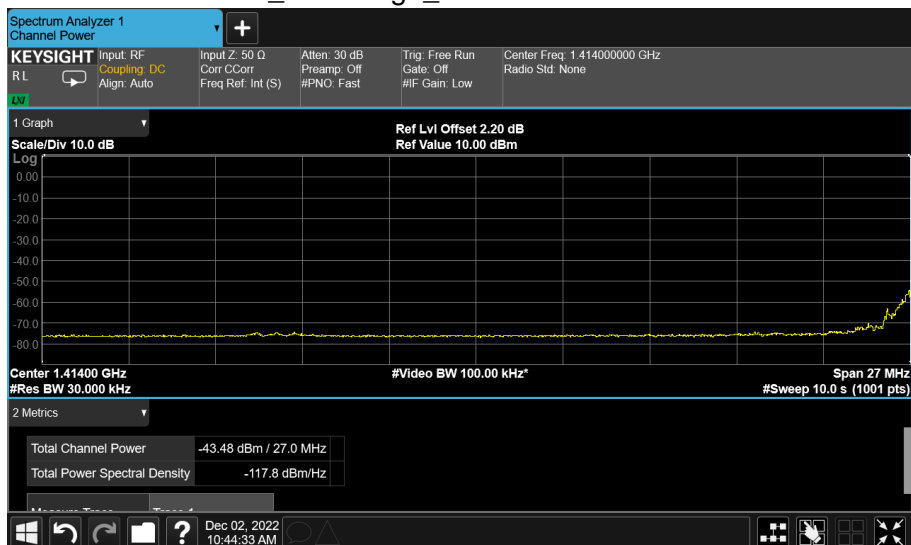 Spectrum Analyzer 1
Channel Power
+
KEYSIGHT Input: RF Input Z: 50 Ω Atten: 30 dB Trig: Free Run Center Freq: 1.414000000 GHz
RL Coupling: DC Corr CCorr Preamp: Off Gate: Off Radio Std: None
Align: Auto Freq Ref: Int (S) #PNO: Fast #IF Gain: Low
LXI
1 Graph Ref Lvl Offset 2.20 dB
Scale/Div 10.0 dB Ref Value 10.00 dBm
Log
0.00
-10.0
-20.0
-30.0
-40.0
-50.0
-60.0
-70.0
-80.0
Center 1.41400 GHz #Video BW 100.00 kHz* Span 27 MHz
#Res BW 30.000 kHz #Sweep 10.0 s (1001 pts)
2 Metrics
Total Channel Power -43.48 dBm / 27.0 MHz
Total Power Spectral Density -117.8 dBm/Hz
Measure Trace Trace 1
? Dec 02, 2022
10:44:33 AM